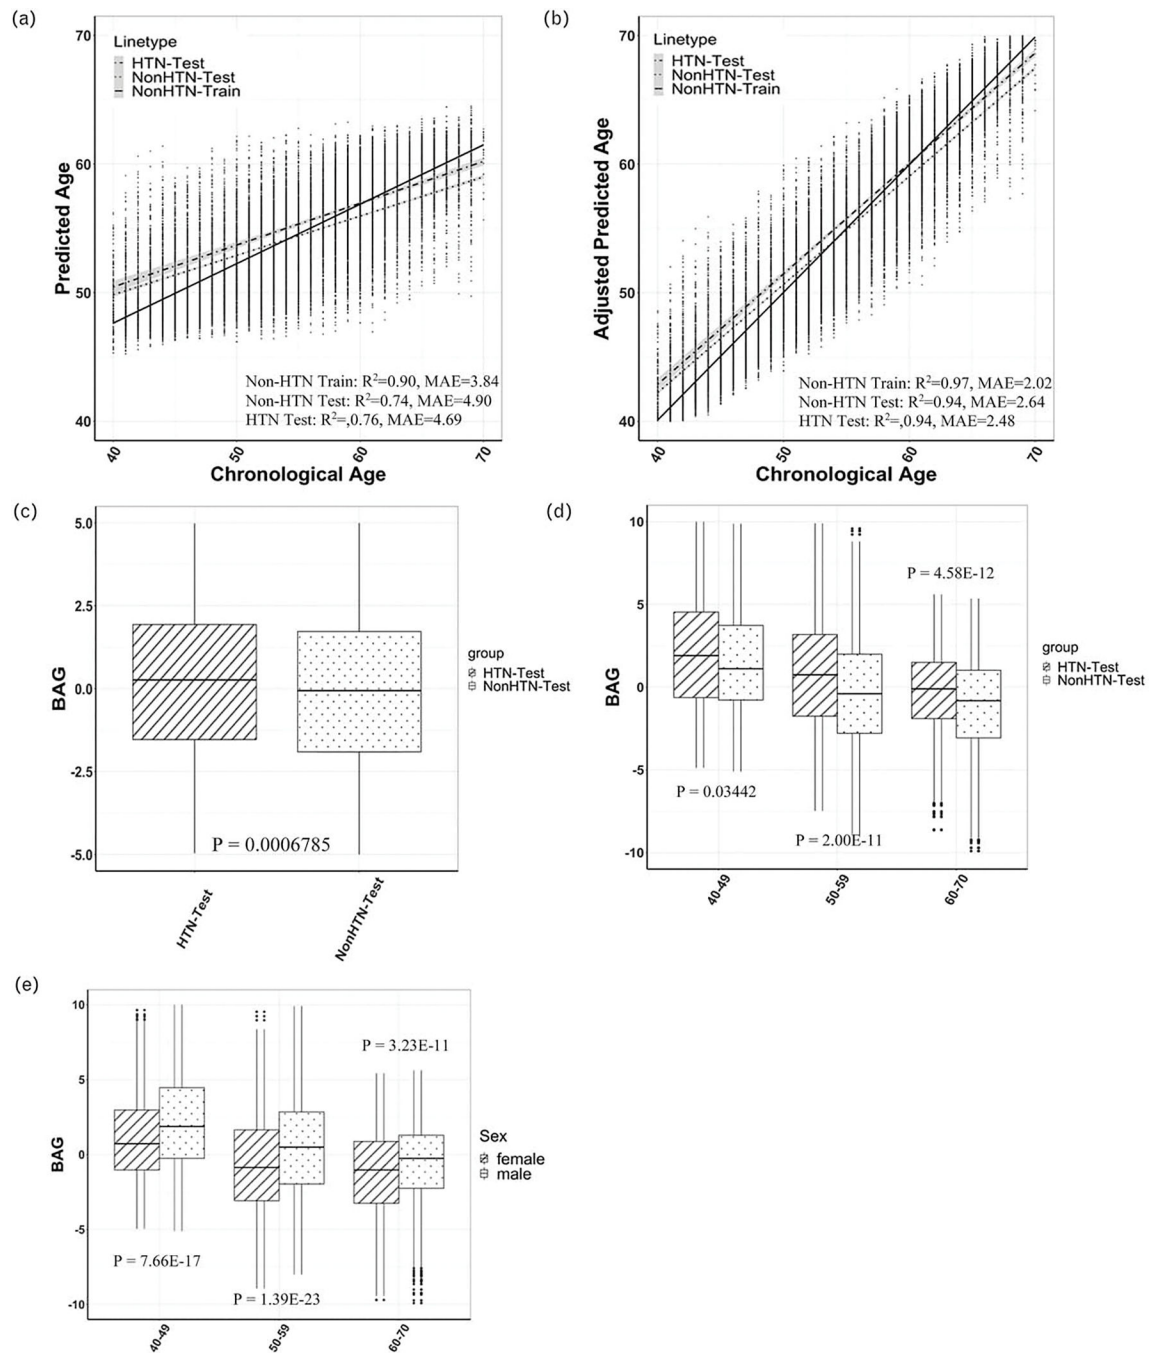 (a)
Linetype
HTN-Test
NonHTN-Test
NonHTN-Train
70
60
50
40
Predicted Age
Non-HTN Train: R²=0.90, MAE=3.84
Non-HTN Test: R²=0.74, MAE=4.90
HTN Test: R²=,0.76, MAE=4.69
40
50
60
70
Chronological Age
(b)
Linetype
HTN-Test
NonHTN-Test
NonHTN-Train
70
60
50
40
Adjusted Predicted Age
Non-HTN Train: R²=0.97, MAE=2.02
Non-HTN Test: R²=0.94, MAE=2.64
HTN Test: R²=,0.94, MAE=2.48
40
50
60
70
Chronological Age
(c)
5.0
2.5
0.0
-2.5
-5.0
BAG
P = 0.0006785
HTN-Test
NonHTN-Test
group
HTN-Test
NonHTN-Test
(d)
10
5
0
-5
-10
BAG
P = 4.58E-12
P = 0.03442
P = 2.00E-11
40-49
50-59
60-70
group
HTN-Test
NonHTN-Test
(e)
10
5
0
-5
-10
BAG
P = 3.23E-11
P = 7.66E-17
P = 1.39E-23
40-49
50-59
60-70
Sex
female
male